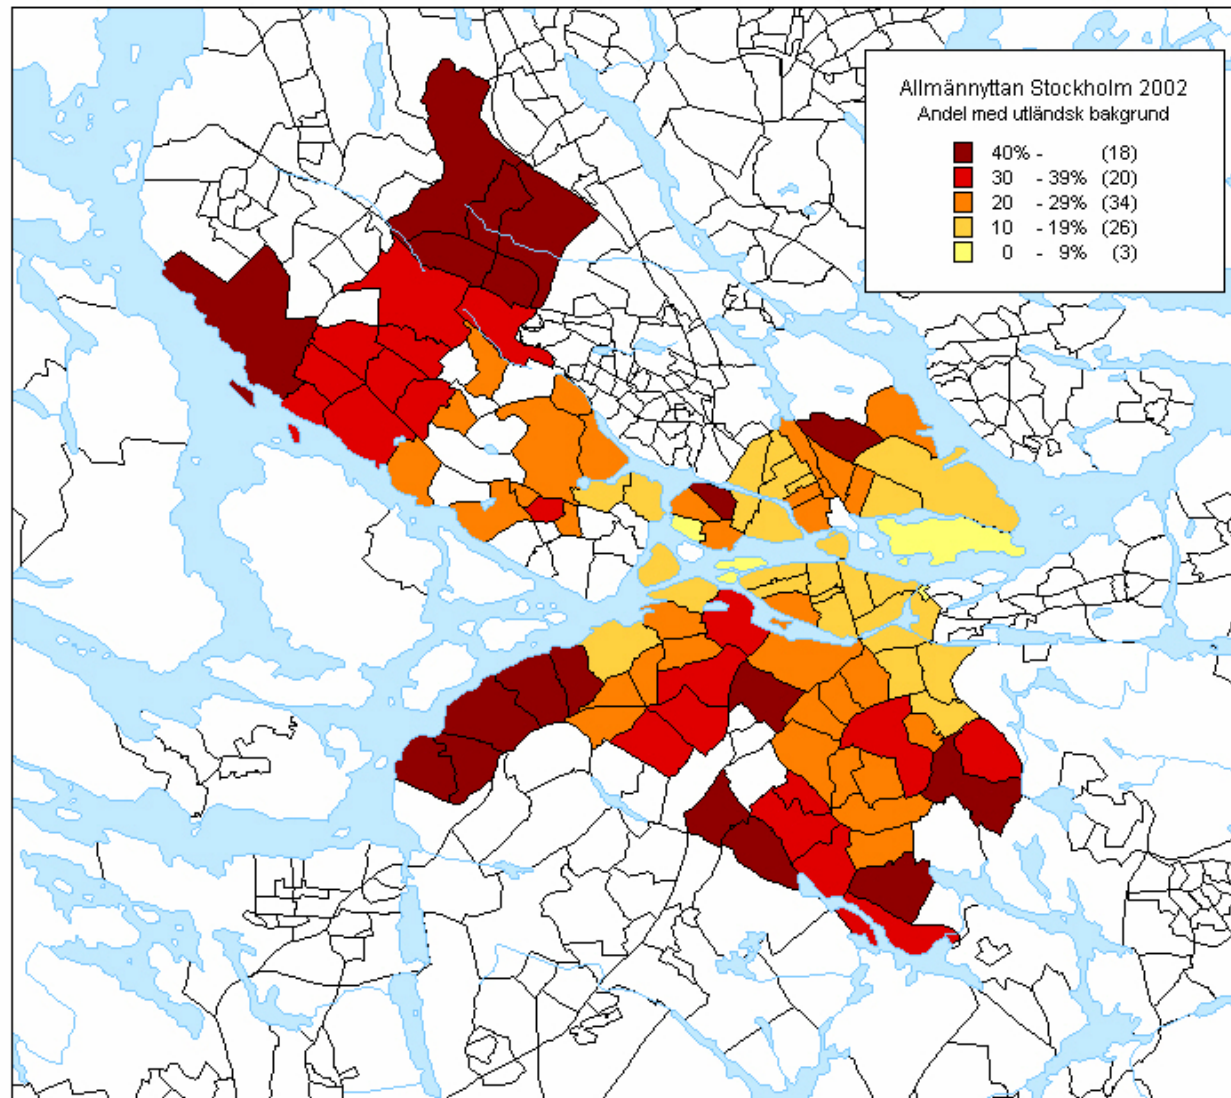 Allmännyttan Stockholm 2002
Andel med utländsk bakgrund
40% - (18)
30 - 39% (20)
20 - 29% (34)
10 - 19% (26)
0 - 9% (3)